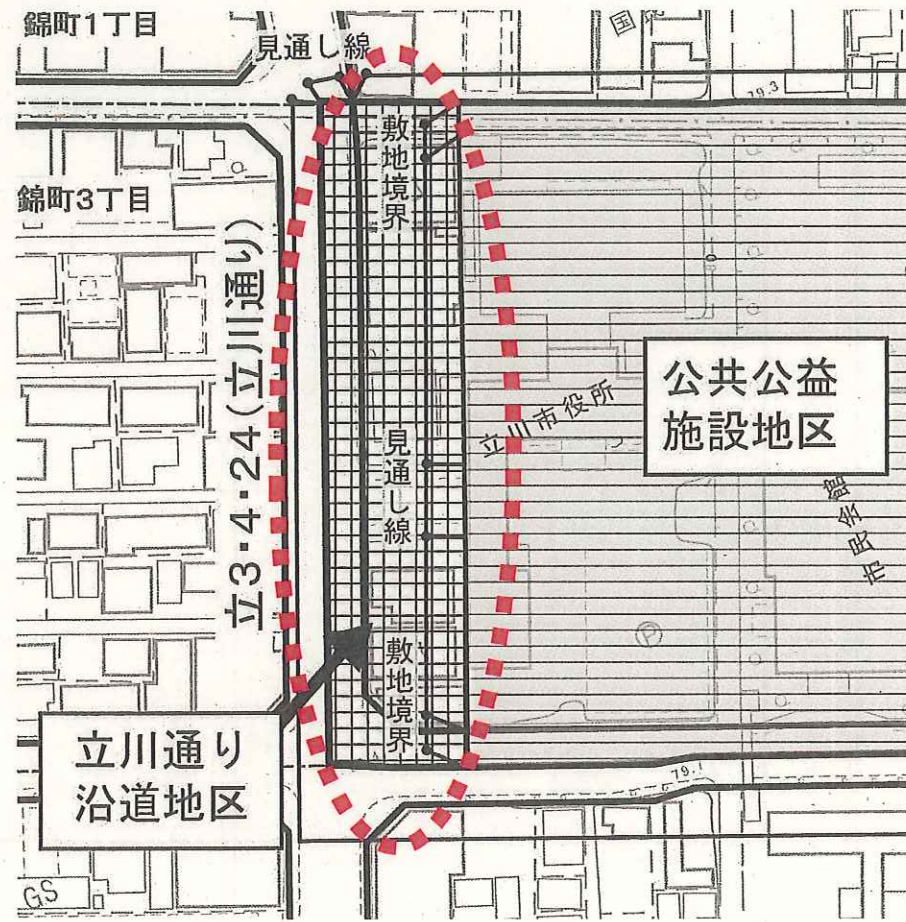 錦町1丁目
見通し線
国民
79.3
敷地境界
錦町3丁目
立3・4・24(立川通り)
公共公益
施設地区
立川市役所
見通し線
市民会館
P
敷地境界
立川通り
沿道地区
79.1
GS